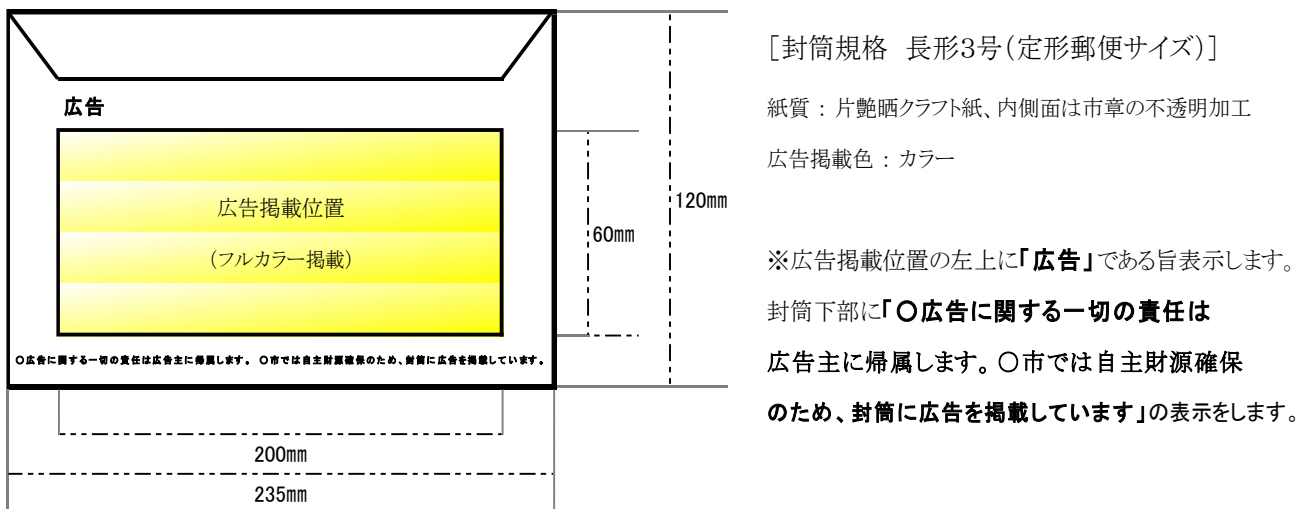 広告
広告掲載位置
(フルカラー掲載)
〇広告に関する一切の責任は広告主に帰属します。 〇市では自主財源確保のため、封筒に広告を掲載しています。
60mm
120mm
200mm
235mm
[封筒規格 長形3号(定形郵便サイズ)]
紙質：片艶晒クラフト紙、内側面は市章の不透明加工
広告掲載色：カラー
※広告掲載位置の左上に「広告」である旨表示します。
封筒下部に「〇広告に関する一切の責任は
広告主に帰属します。〇市では自主財源確保
のため、封筒に広告を掲載しています」の表示をします。